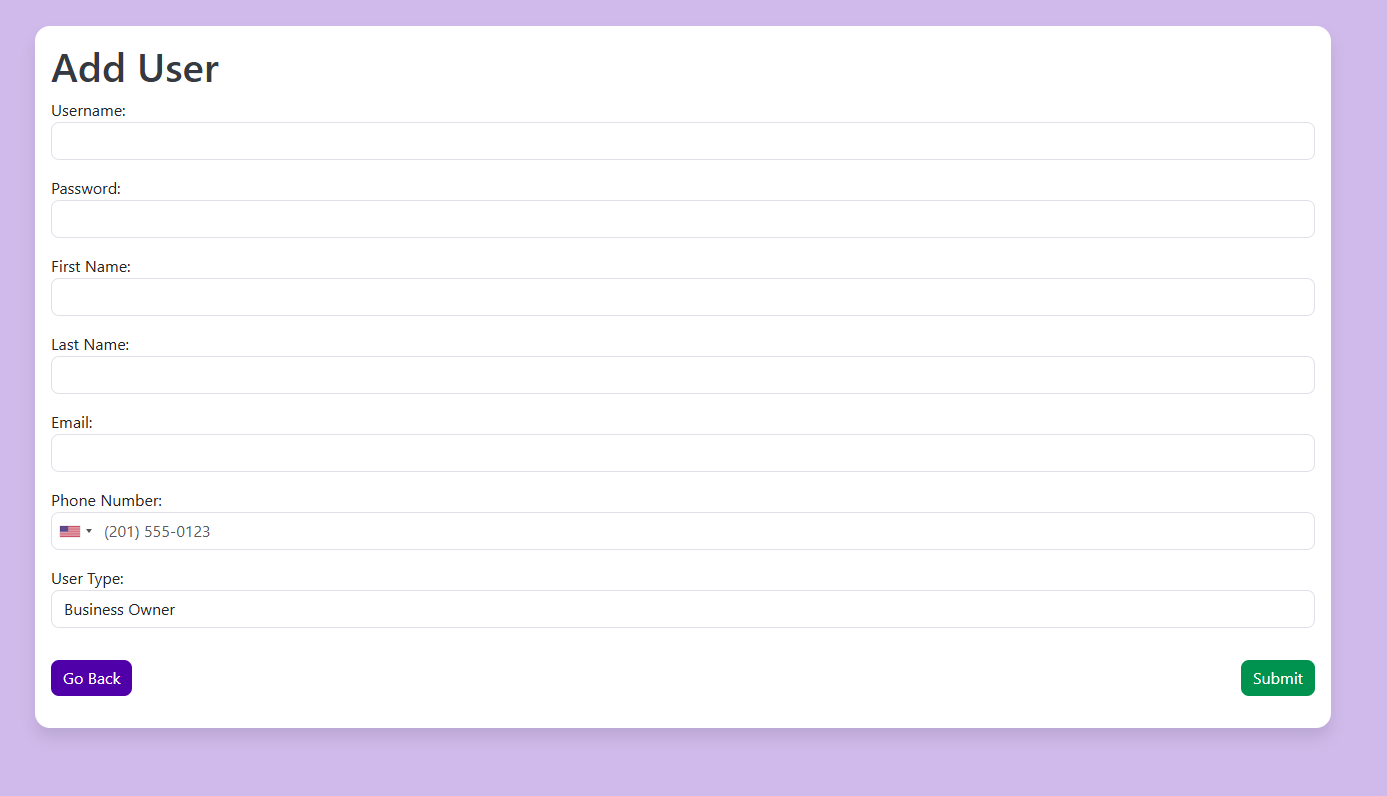 Add User
Username:
Password:
First Name:
Last Name:
Email:
Phone Number:
(201) 555-0123
User Type:
Business Owner
Go Back
Submit